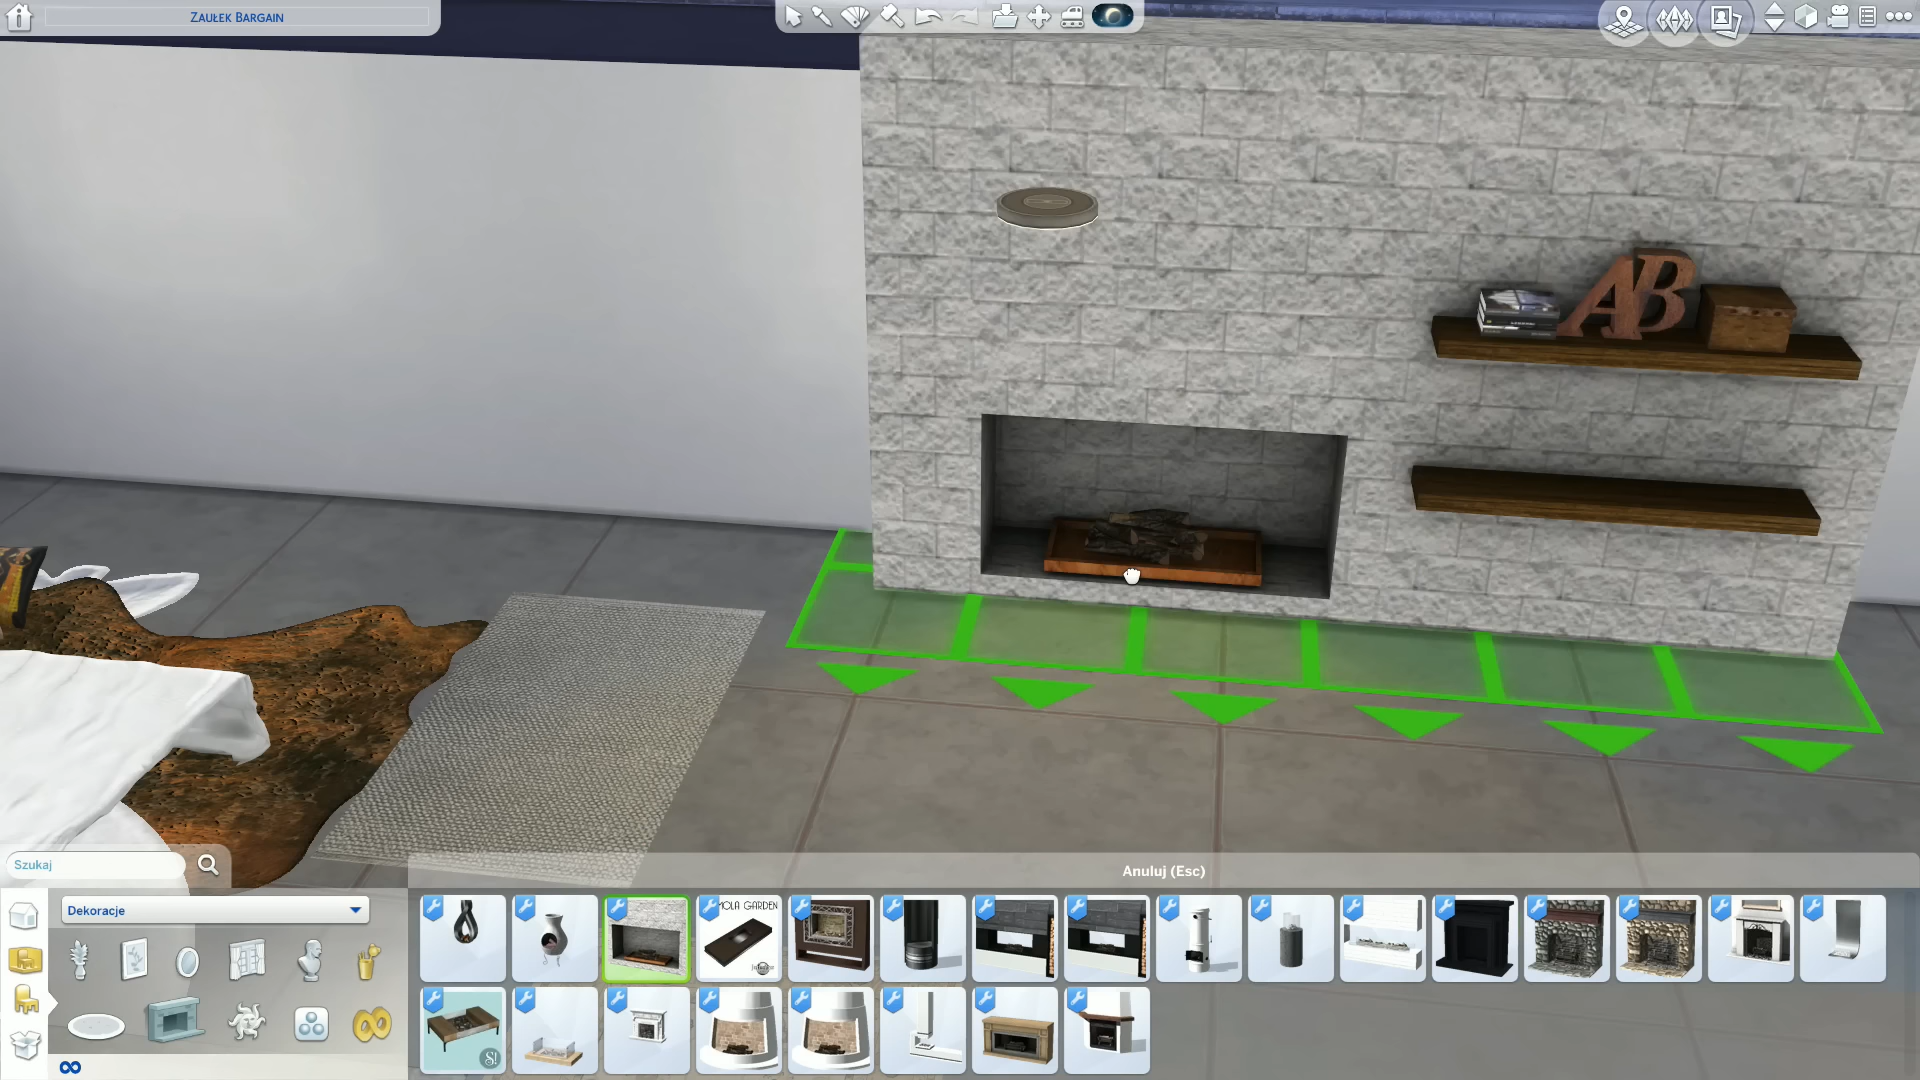 Zaułek Bargain
AB
Szukaj
Anuluj (Esc)
Dekoracje
MOLA GARDEN
S!